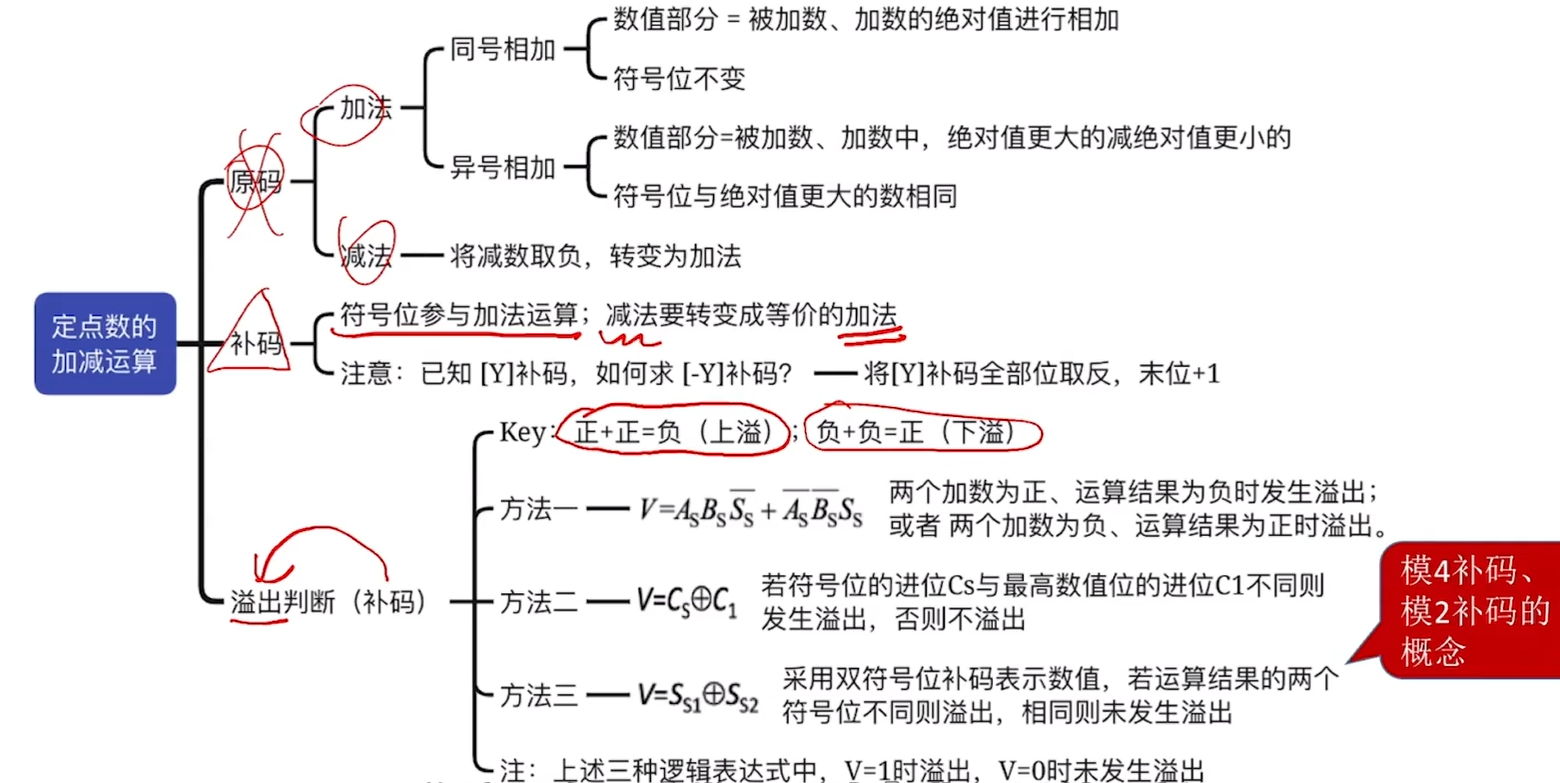 数值部分 = 被加数、加数的绝对值进行相加
同号相加
符号位不变
加法
数值部分=被加数、加数中，绝对值更大的减绝对值更小的
异号相加
符号位与绝对值更大的数相同
原码
减法
将减数取负，转变为加法
定点数的
加减运算
补码
符号位参与加法运算；减法要转变成等价的加法
注意：已知 [Y]补码，如何求 [-Y]补码？
将[Y]补码全部位取反，末位+1
Key: 正+正=负（上溢）; 负+负=正（下溢）
方法一
V=A_SB_S\overline{S_S} + \overline{A_S}\,\overline{B_S}S_S
两个加数为正、运算结果为负时发生溢出；
或者 两个加数为负、运算结果为正时溢出。
溢出判断（补码）
方法二
V=C_S⊕C_1
若符号位的进位Cs与最高数值位的进位C1不同则
发生溢出，否则不溢出
模4补码、
模2补码的
概念
方法三
V=S_{S1}⊕S_{S2}
采用双符号位补码表示数值，若运算结果的两个
符号位不同则溢出，相同则未发生溢出
注：上述三种逻辑表达式中，V=1时溢出，V=0时未发生溢出